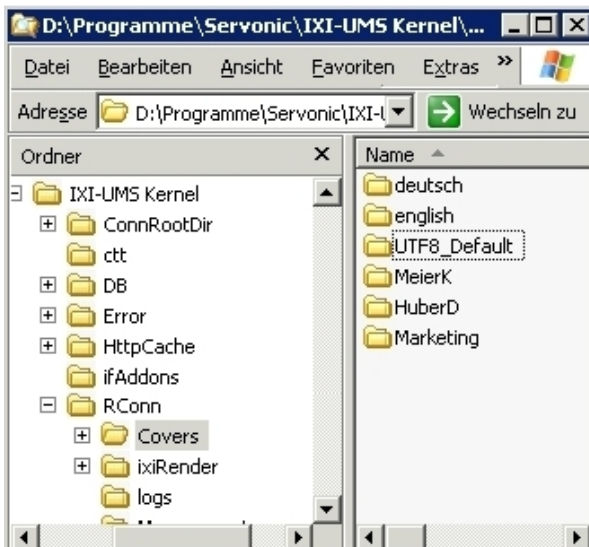 D:\Programme\Servonic\IXI-UMS Kernel\...
Datei Bearbeiten Ansicht Favoriten Extras »
Adresse D:\Programme\Servonic\IXI-U Wechseln zu
Ordner
IXI-UMS Kernel
ConnRootDir
ctt
DB
Error
HttpCache
ifAddons
RConn
Covers
ixiRender
logs
Name
deutsch
english
UTF8_Default
MeierK
HuberD
Marketing